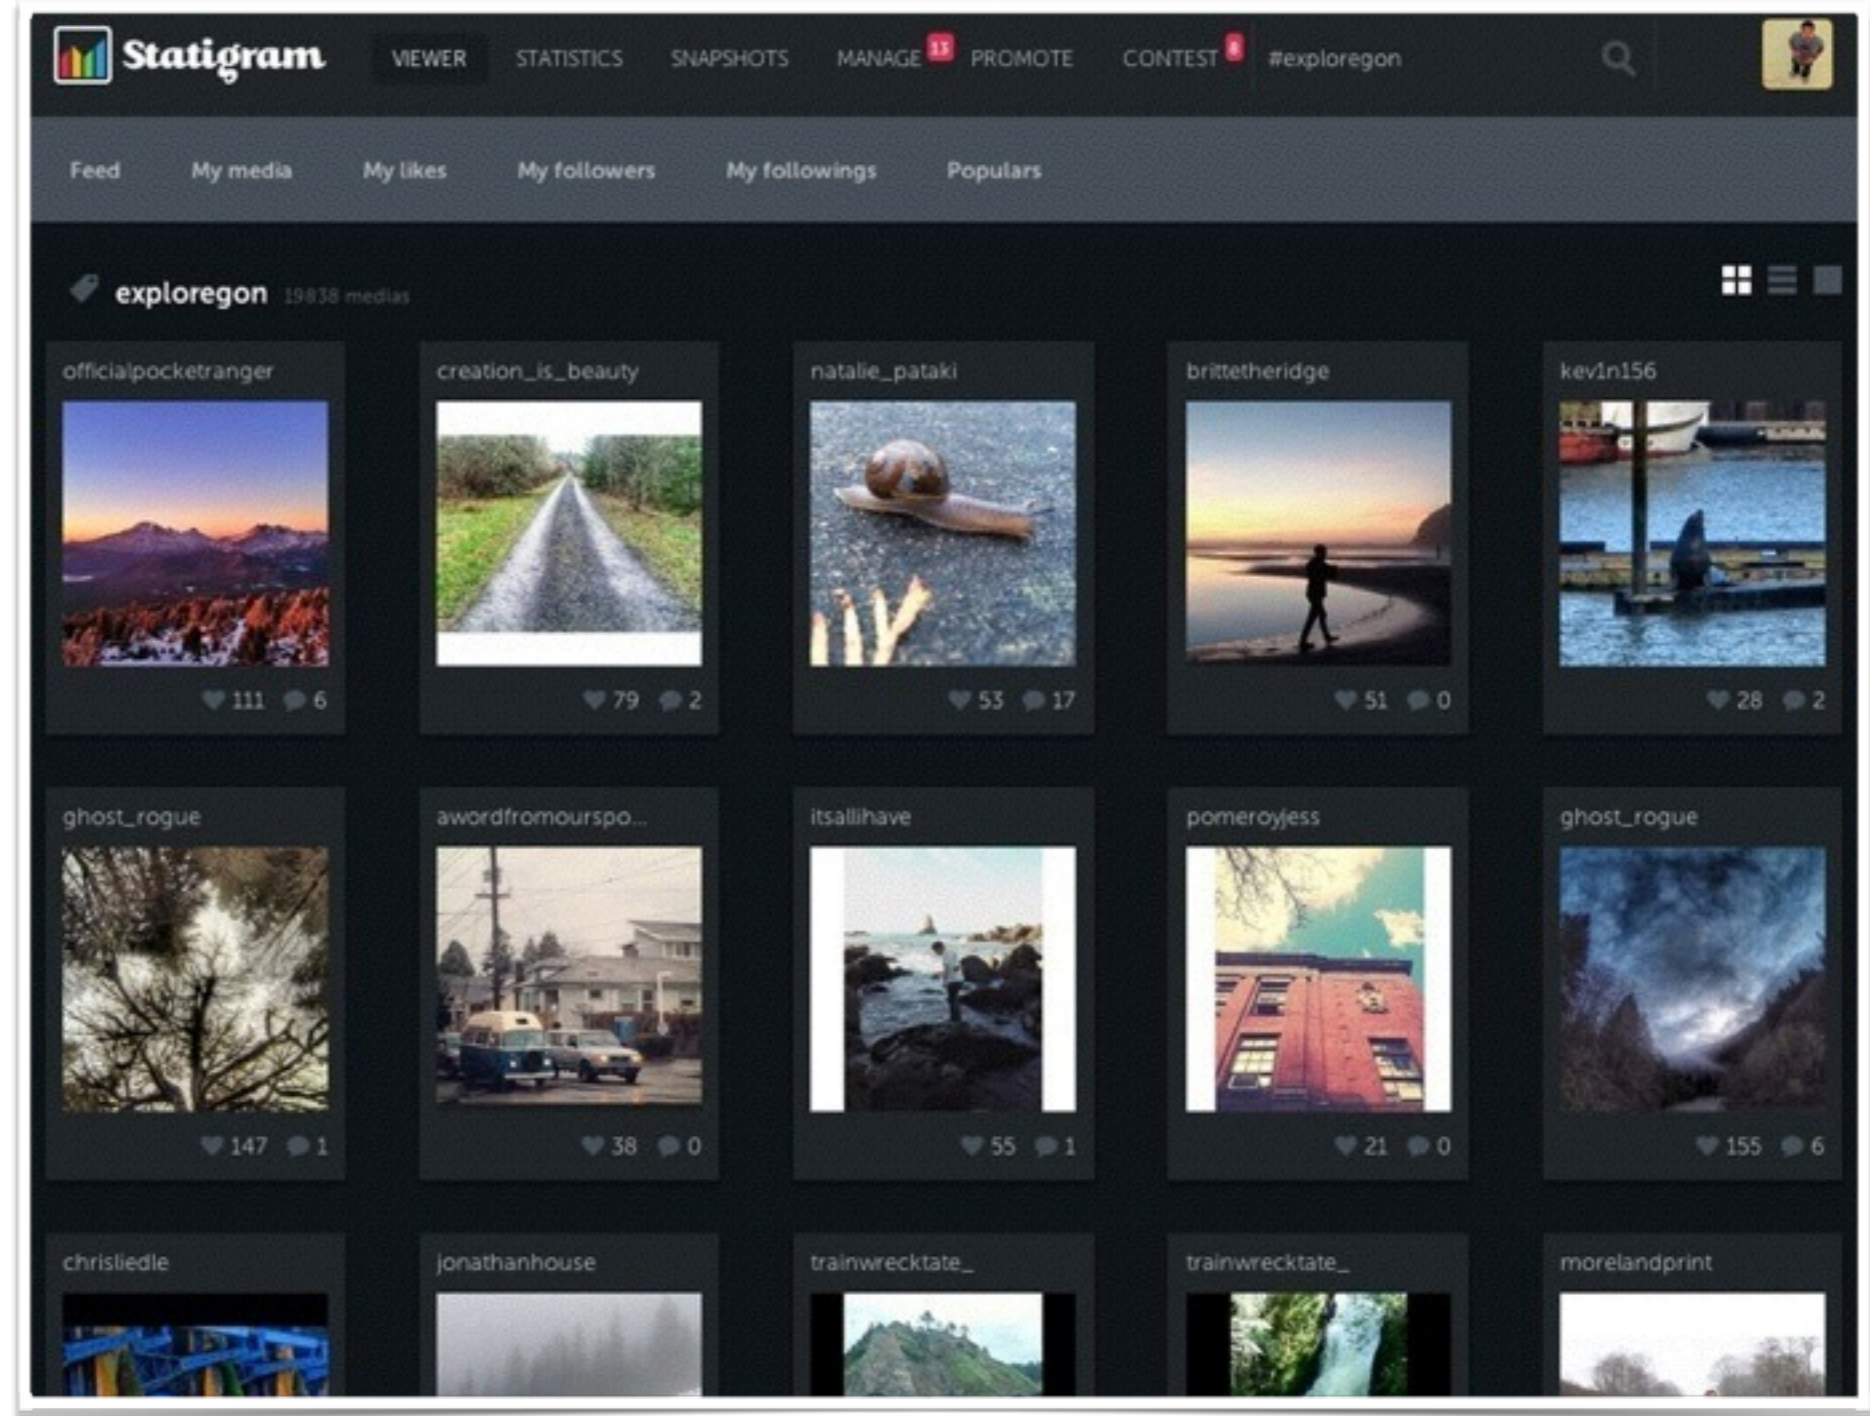 Statigram VIEWER STATISTICS SNAPSHOTS MANAGE 13 PROMOTE CONTEST 8 #exploregon
Feed My media My likes My followers My followings Populars
exploregon 19838 medias
officialpocketranger creation_is_beauty natalie_pataki brittetheridge kev1n156
111 6 79 2 53 17 51 0 28 2
ghost_rogue awordfromourspo... itsallihave pomeroyjess ghost_rogue
147 1 38 0 55 1 21 0 155 6
chrisliedle jonathanhouse trainwrecktate_ trainwrecktate_ morelandprint